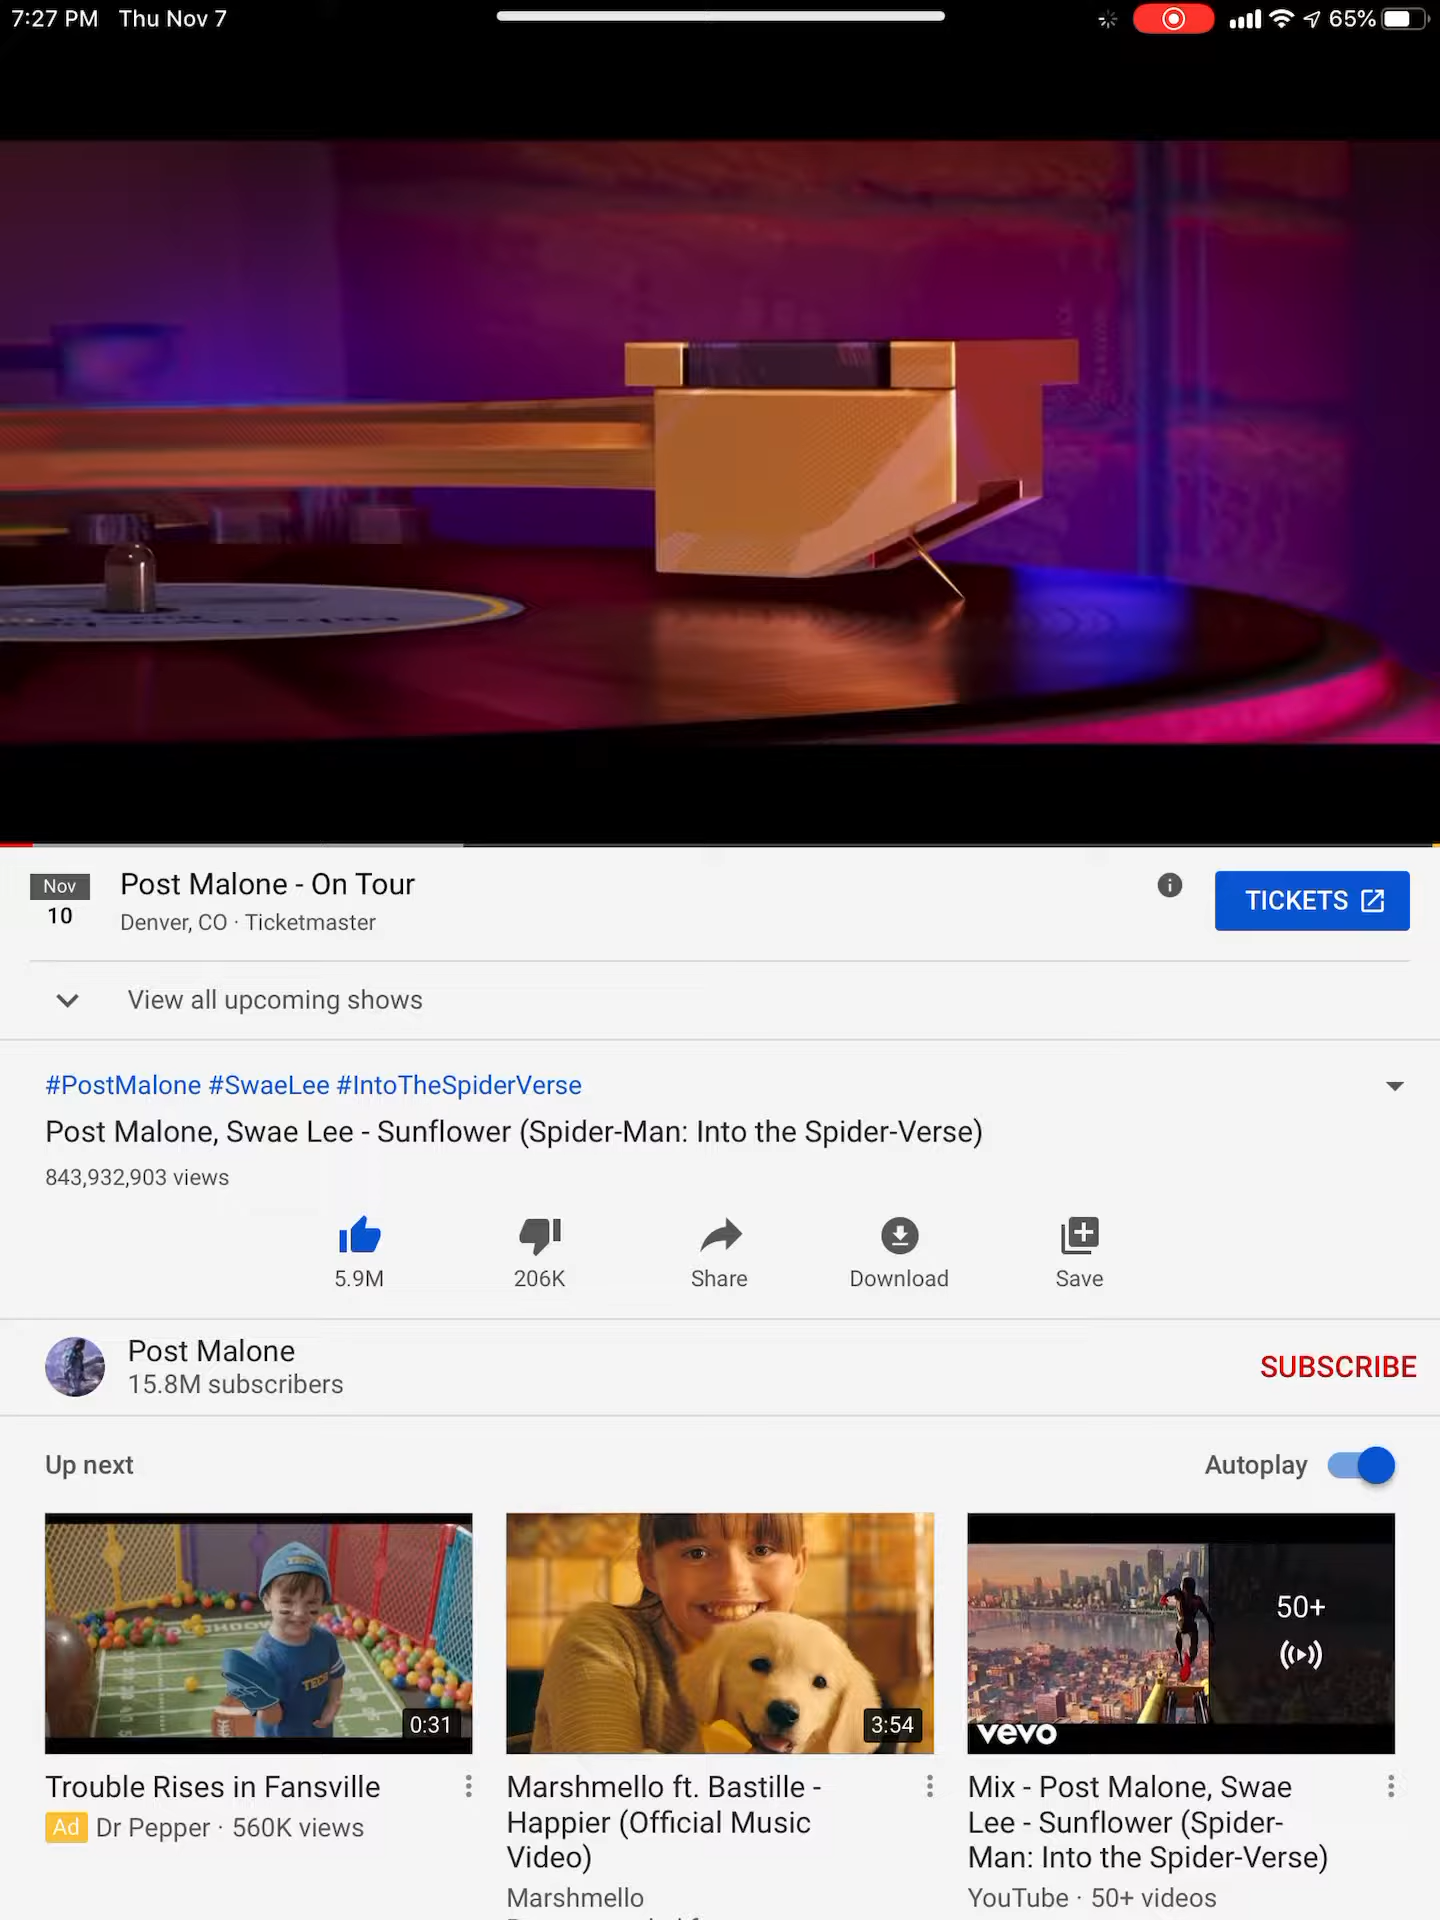 7:27 PM Thu Nov 7
65%
Nov
10
Post Malone - On Tour
Denver, CO · Ticketmaster
TICKETS
View all upcoming shows
#PostMalone #SwaeLee #IntoTheSpiderVerse
Post Malone, Swae Lee - Sunflower (Spider-Man: Into the Spider-Verse)
843,932,903 views
5.9M
206K
Share
Download
Save
Post Malone
15.8M subscribers
SUBSCRIBE
Up next
Autoplay
TECH
0:31
Trouble Rises in Fansville
Ad Dr Pepper · 560K views
3:54
Marshmello ft. Bastille -
Happier (Official Music
Video)
Marshmello
50+
vevo
Mix - Post Malone, Swae
Lee - Sunflower (Spider-
Man: Into the Spider-Verse)
YouTube · 50+ videos